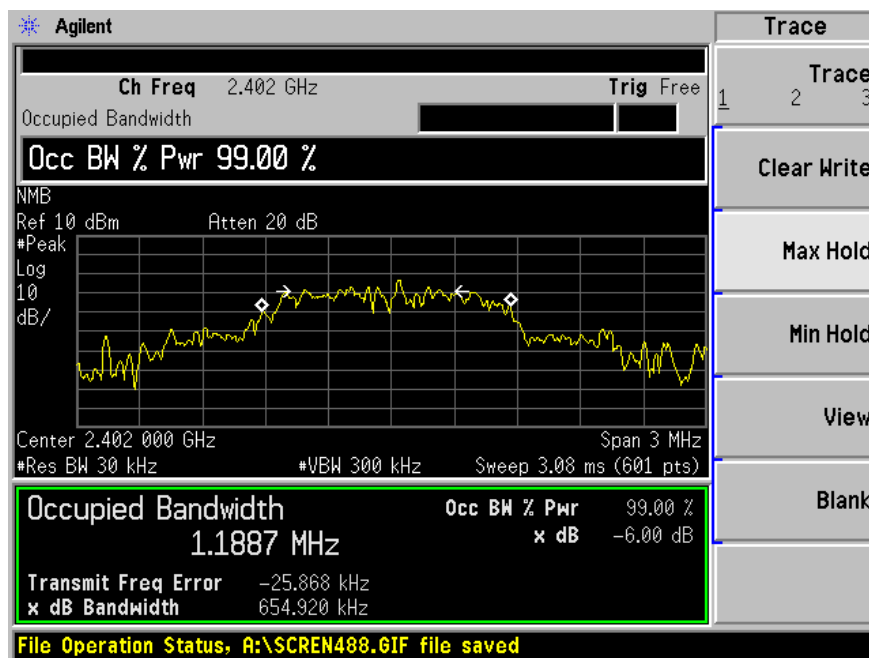 Agilent
Trace
Ch Freq 2.402 GHz Trig Free
Occupied Bandwidth
Occ BW % Pwr 99.00 %
NMB
Ref 10 dBm Atten 20 dB
#Peak
Log
10
dB/
Center 2.402 000 GHz Span 3 MHz
#Res BW 30 kHz #VBW 300 kHz Sweep 3.08 ms (601 pts)
Occupied Bandwidth
1.1887 MHz
Occ BW % Pwr 99.00 %
x dB -6.00 dB
Transmit Freq Error -25.868 kHz
x dB Bandwidth 654.920 kHz
File Operation Status, A:\SCREN488.GIF file saved
Trace
1 2 3
Clear Write
Max Hold
Min Hold
View
Blank